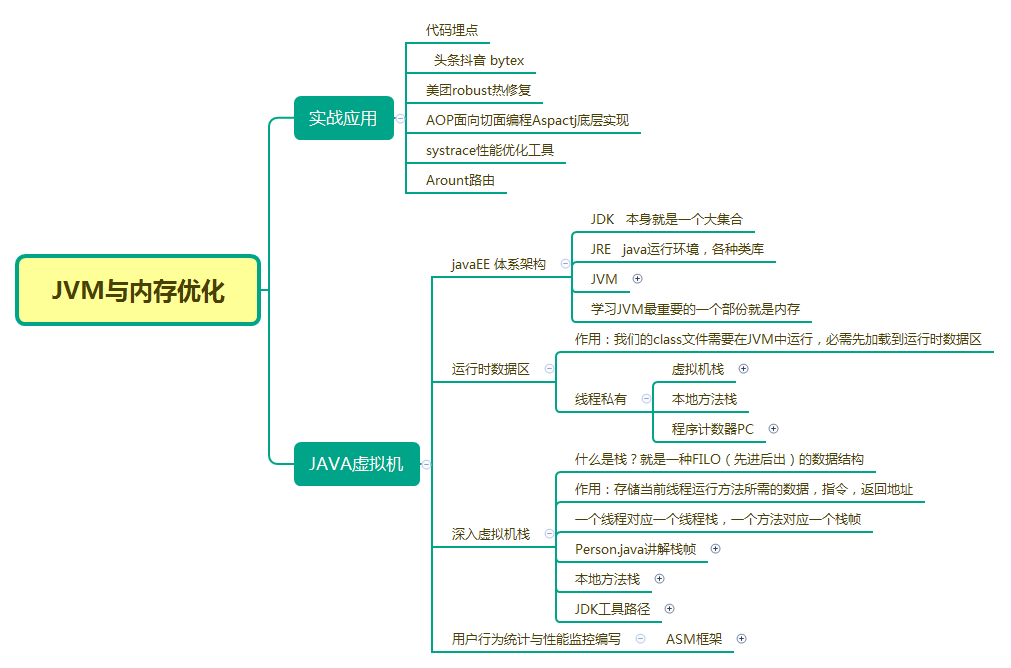 JVM与内存优化
实战应用
代码埋点
头条抖音 bytex
美团robust热修复
AOP面向切面编程Aspactj底层实现
systrace性能优化工具
Arount路由
JAVA虚拟机
javaEE 体系架构
JDK 本身就是一个大集合
JRE java运行环境，各种类库
JVM
学习JVM最重要的一个部份就是内存
运行时数据区
作用：我们的class文件需要在JVM中运行，必需先加载到运行时数据区
线程私有
虚拟机栈
本地方法栈
程序计数器PC
深入虚拟机栈
什么是栈？就是一种FILO（先进后出）的数据结构
作用：存储当前线程运行方法所需的数据，指令，返回地址
一个线程对应一个线程栈，一个方法对应一个栈帧
Person.java讲解栈帧
本地方法栈
JDK工具路径
用户行为统计与性能监控编写
ASM框架